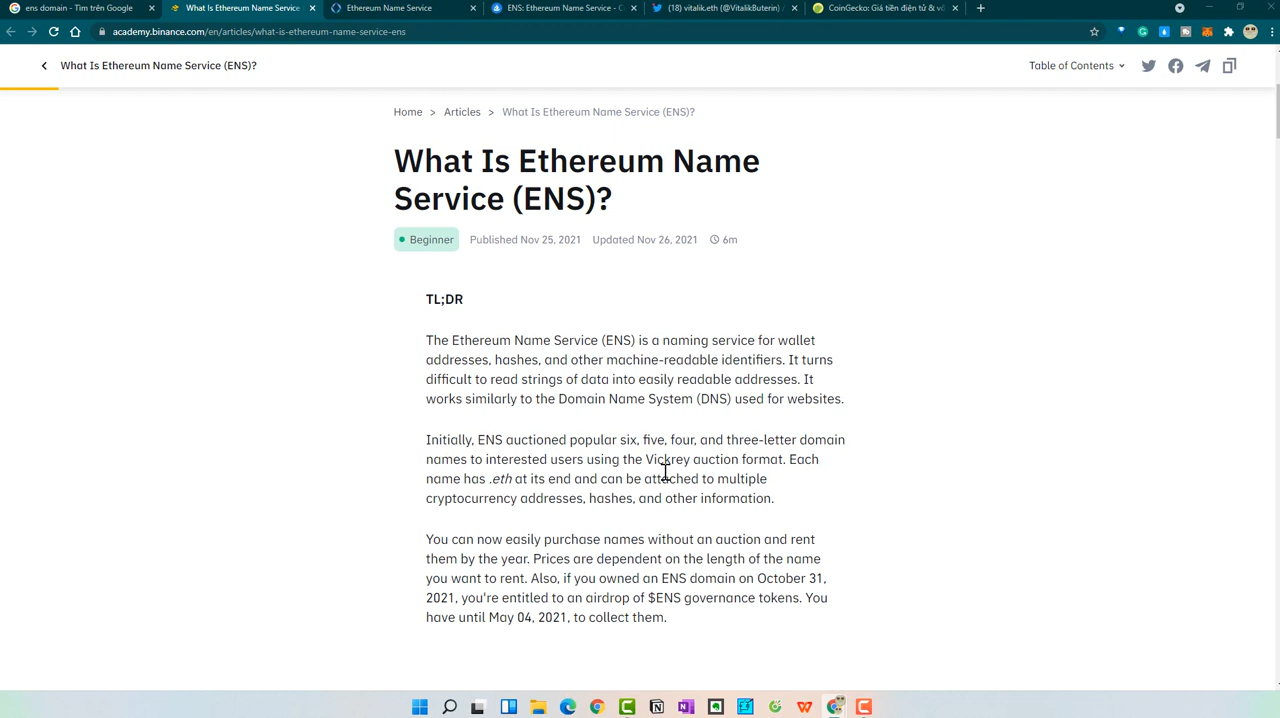 ens domain - Tìm trên Google
What Is Ethereum Name Service
Ethereum Name Service
ENS: Ethereum Name Service - C
(18) vitalik.eth (@VitalikButerin) /
CoinGecko: Giá tiền điện tử & vố
academy.binance.com/en/articles/what-is-ethereum-name-service-ens
What Is Ethereum Name Service (ENS)?
Table of Contents
Home > Articles > What Is Ethereum Name Service (ENS)?
What Is Ethereum Name
Service (ENS)?
Beginner
Published Nov 25, 2021
Updated Nov 26, 2021
6m
TL;DR
The Ethereum Name Service (ENS) is a naming service for wallet
addresses, hashes, and other machine-readable identifiers. It turns
difficult to read strings of data into easily readable addresses. It
works similarly to the Domain Name System (DNS) used for websites.
Initially, ENS auctioned popular six, five, four, and three-letter domain
names to interested users using the Vickrey auction format. Each
name has .eth at its end and can be attached to multiple
cryptocurrency addresses, hashes, and other information.
You can now easily purchase names without an auction and rent
them by the year. Prices are dependent on the length of the name
you want to rent. Also, if you owned an ENS domain on October 31,
2021, you're entitled to an airdrop of $ENS governance tokens. You
have until May 04, 2021, to collect them.